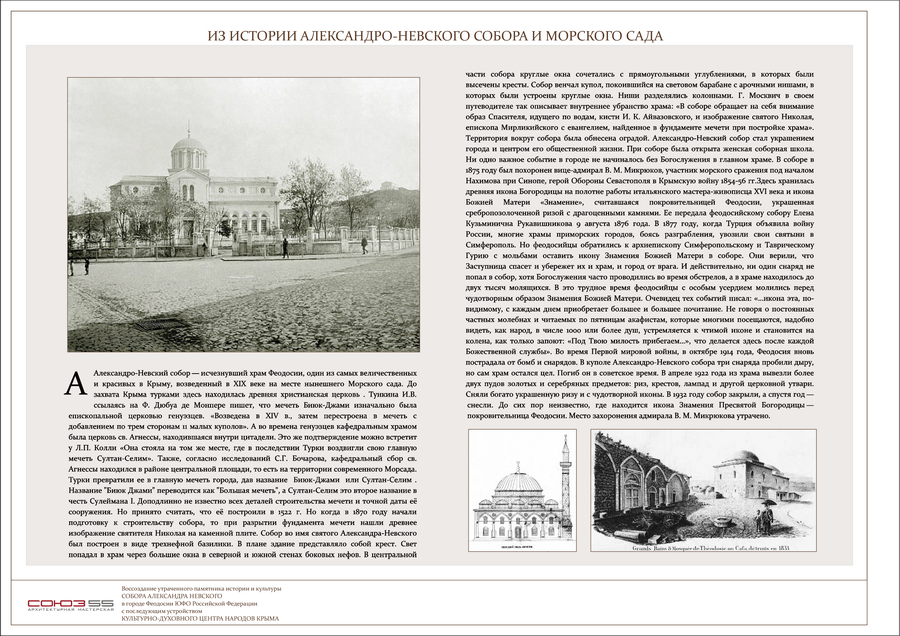 ИЗ ИСТОРИИ АЛЕКСАНДРО-НЕВСКОГО СОБОРА И МОРСКОГО САДА
Александро-Невский собор — исчезнувший храм Феодосии, один из самых величественных
и красивых в Крыму, возведенный в XIX веке на месте нынешнего Морского сада. До
захвата Крыма турками здесь находилась древняя христианская церковь . Тункина И.В.
ссылаясь на Ф. Дюбуа де Монпере пишет, что мечеть Биюк-Джами изначально была
епископальной церковью генуэзцев. «Возведена в XIV в., затем перестроена в мечеть с
добавлением по трем сторонам 11 малых куполов». А во времена генуэзцев кафедральным храмом
была церковь св. Агнессы, находившаяся внутри цитадели. Это же подтверждение можно встретит
у Л.П. Колли «Она стояла на том же месте, где в последствии Турки воздвигли свою главную
мечеть Султан-Селим». Также, согласно исследований С.Г. Бочарова, кафедральный сбор св.
Агнессы находился в районе центральной площади, то есть на территории современного Морсада.
Турки превратили ее в главную мечеть города, дав название Биюк-Джами или Султан-Селим .
Название "Биюк Джами" переводится как "Большая мечеть", а Султан-Селим это второе название в
честь Сулеймана I. Доподлинно не известно всех деталей строительства мечети и точной даты её
сооружения. Но принято считать, что её построили в 1522 г. Но когда в 1870 году начали
подготовку к строительству собора, то при разрытии фундамента мечети нашли древнее
изображение святителя Николая на каменной плите. Собор во имя святого Александра-Невского
был построен в виде трехнефной базилики. В плане здание представляло собой крест. Свет
попадал в храм через большие окна в северной и южной стенах боковых нефов. В центральной
части собора круглые окна сочетались с прямоугольными углублениями, в которых были
высечены кресты. Собор венчал купол, покоившийся на световом барабане с арочными нишами, в
которых были устроены круглые окна. Ниши разделялись колоннами. Г. Москвич в своем
путеводителе так описывает внутреннее убранство храма: «В соборе обращает на себя внимание
образ Спасителя, идущего по водам, кисти И. К. Айвазовского, и изображение святого Николая,
епископа Мирликийского с евангелием, найденное в фундаменте мечети при постройке храма».
Территория вокруг собора была обнесена оградой. Александро-Невский собор стал украшением
города и центром его общественной жизни. При соборе была открыта женская соборная школа.
Ни одно важное событие в городе не начиналось без Богослужения в главном храме. В соборе в
1875 году был похоронен вице-адмирал В. М. Микрюков, участник морского сражения под началом
Нахимова при Синопе, герой Обороны Севастополя в Крымскую войну 1854-56 гг.Здесь хранилась
древняя икона Богородицы на полотне работы итальянского мастера-живописца XVI века и икона
Божией Матери «Знамение», считавшаяся покровительницей Феодосии, украшенная
сребропозолоченной ризой с драгоценными камнями. Ее передала феодосийскому собору Елена
Кузьминична Рукавишникова 9 августа 1876 года. В 1877 году, когда Турция объявила войну
России, многие храмы приморских городов, боясь разграбления, увозили свои святыни в
Симферополь. Но феодосийцы обратились к архиепископу Симферопольскому и Таврическому
Гурию с мольбами оставить икону Знамения Божией Матери в соборе. Они верили, что
Заступница спасет и убережет их и храм, и город от врага. И действительно, ни один снаряд не
попал в собор, хотя Богослужения часто проводились во время обстрелов, а в храме находилось до
двух тысяч молящихся. В это трудное время феодосийцы с особым усердием молились перед
чудотворным образом Знамения Божией Матери. Очевидец тех событий писал: «...икона эта, по-
видимому, с каждым днем приобретает большее и большее почитание. Не говоря о постоянных
частных молебнах и читаемых по пятницам акафистам, которые многими посещаются, надобно
видеть, как народ, в числе 1000 или более душ, устремляется к чтимой иконе и становится на
колена, как только запоют: «Под Твою милость прибегаем...», что делается здесь после каждой
Божественной службы». Во время Первой мировой войны, в октябре 1914 года, Феодосия вновь
пострадала от бомб и снарядов. В куполе Александро-Невского собора три снаряда пробили дыру,
но сам храм остался цел. Погиб он в советское время. В апреле 1922 года из храма вывезли более
двух пудов золотых и серебряных предметов: риз, крестов, лампад и другой церковной утвари.
Сняли богато украшенную ризу и с чудотворной иконы. В 1932 году собор закрыли, а спустя год —
снесли. До сих пор неизвестно, где находится икона Знамения Пресвятой Богородицы —
покровительница Феодосии. Место захоронения адмирала В. М. Микрюкова утрачено.
Grands Bains & Mosquée de Théodosie ou Cafa détruits en 1833
СОЮЗ 55
АРХИТЕКТУРНАЯ МАСТЕРСКАЯ
Воссоздание утраченного памятника истории и культуры
СОБОРА АЛЕКСАНДРА НЕВСКОГО
в городе Феодосии ЮФО Российской Федерации
с последующим устройством
КУЛЬТУРНО-ДУХОВНОГО ЦЕНТРА НАРОДОВ КРЫМА